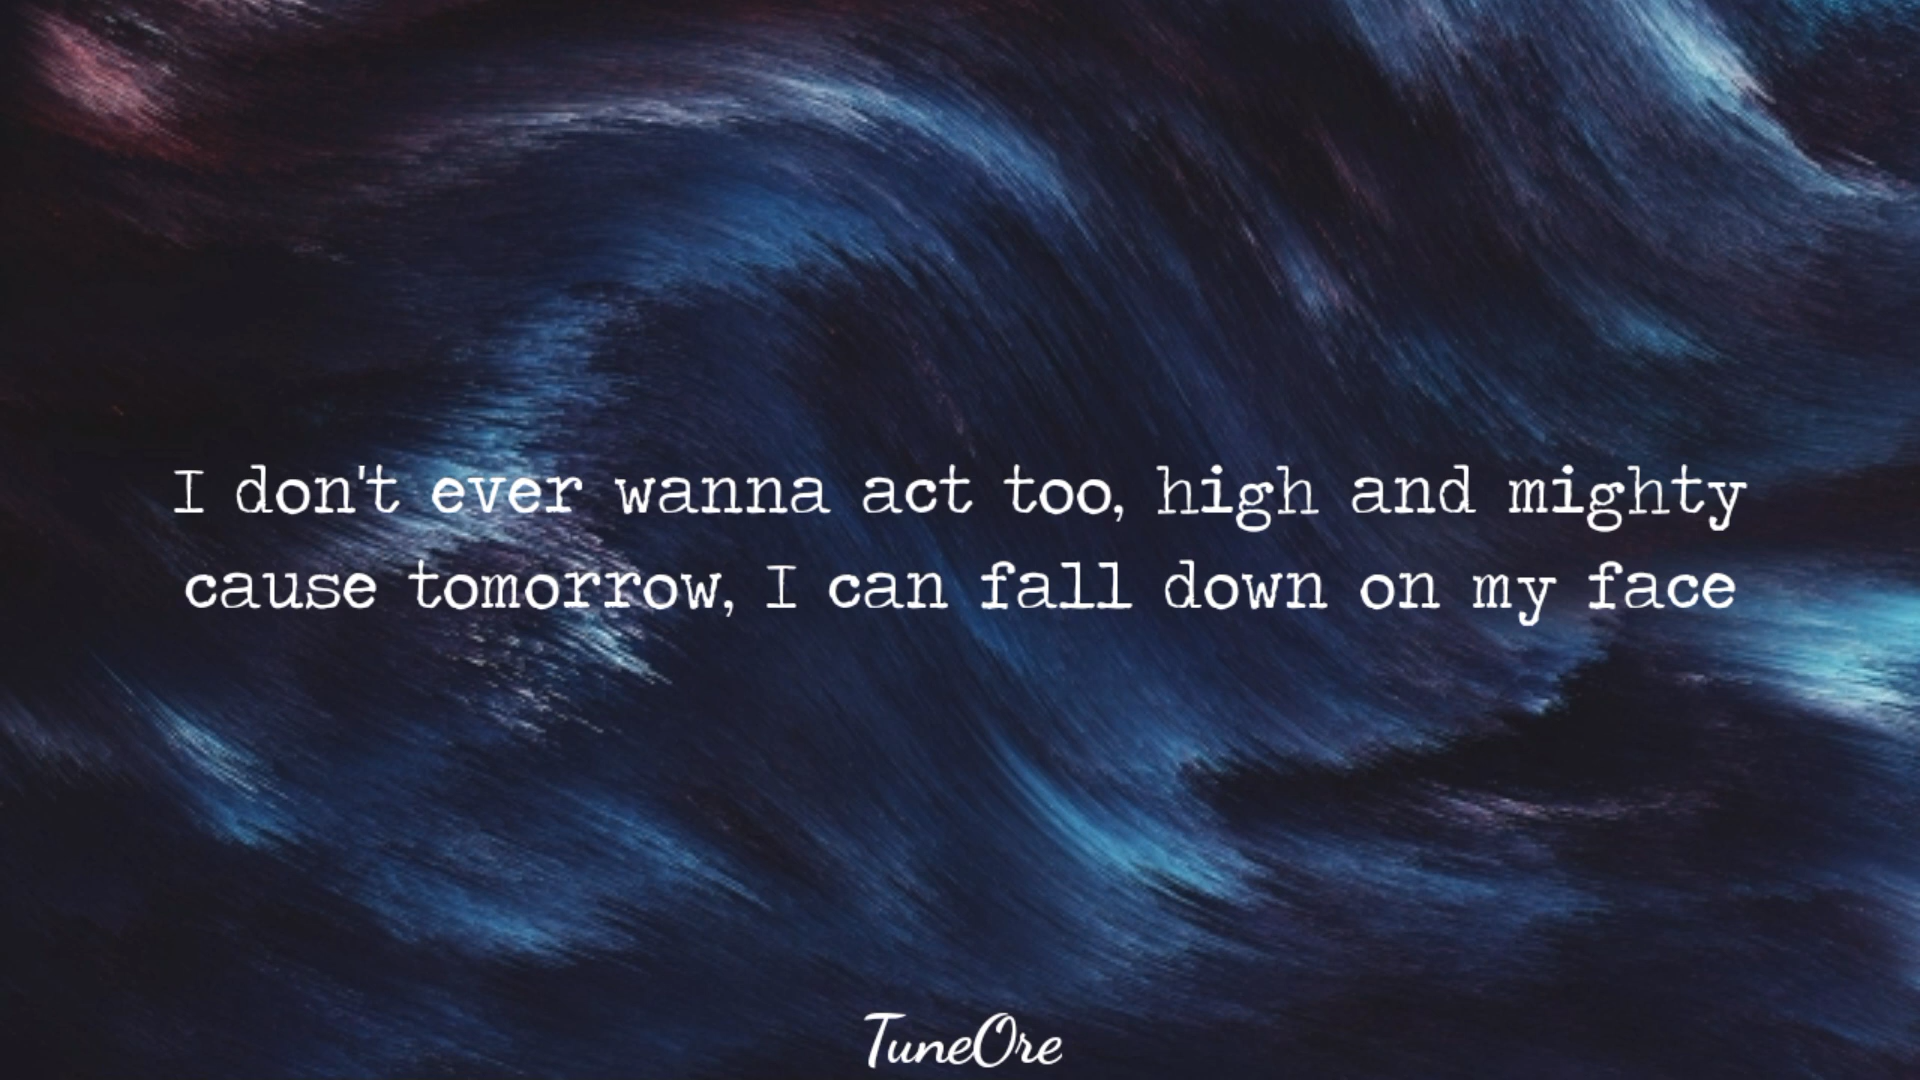 I don't ever wanna act too, high and mighty
cause tomorrow, I can fall down on my face
TuneOre